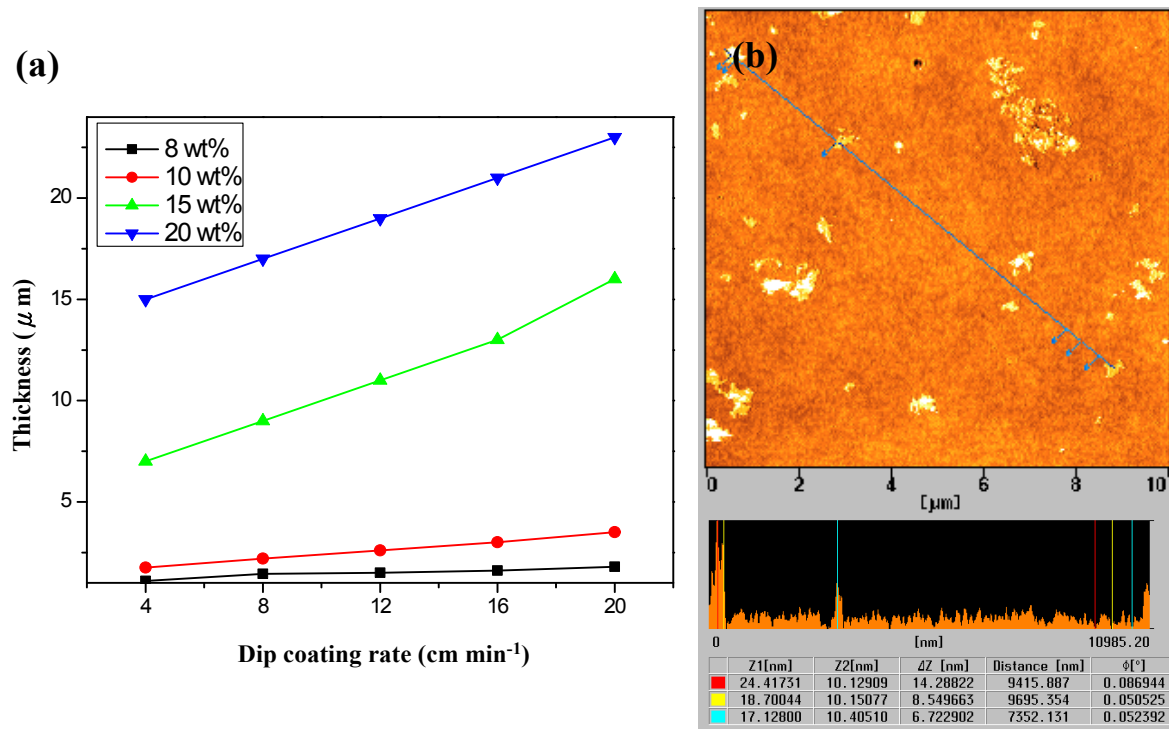 (a)
8 wt%
10 wt%
15 wt%
20 wt%
20
15
10
5
Thickness (μm)
4 8 12 16 20
Dip coating rate (cm min⁻¹)
(b)
0 2 4 6 8 10
[μm]
0 [nm] 10985.20
Z1[nm] Z2[nm] ΔZ [nm] Distance [nm] φ[°]
24.41731 10.12909 14.28822 9415.887 0.086944
18.70044 10.15077 8.549663 9695.354 0.050525
17.12800 10.40510 6.722902 7352.131 0.052392